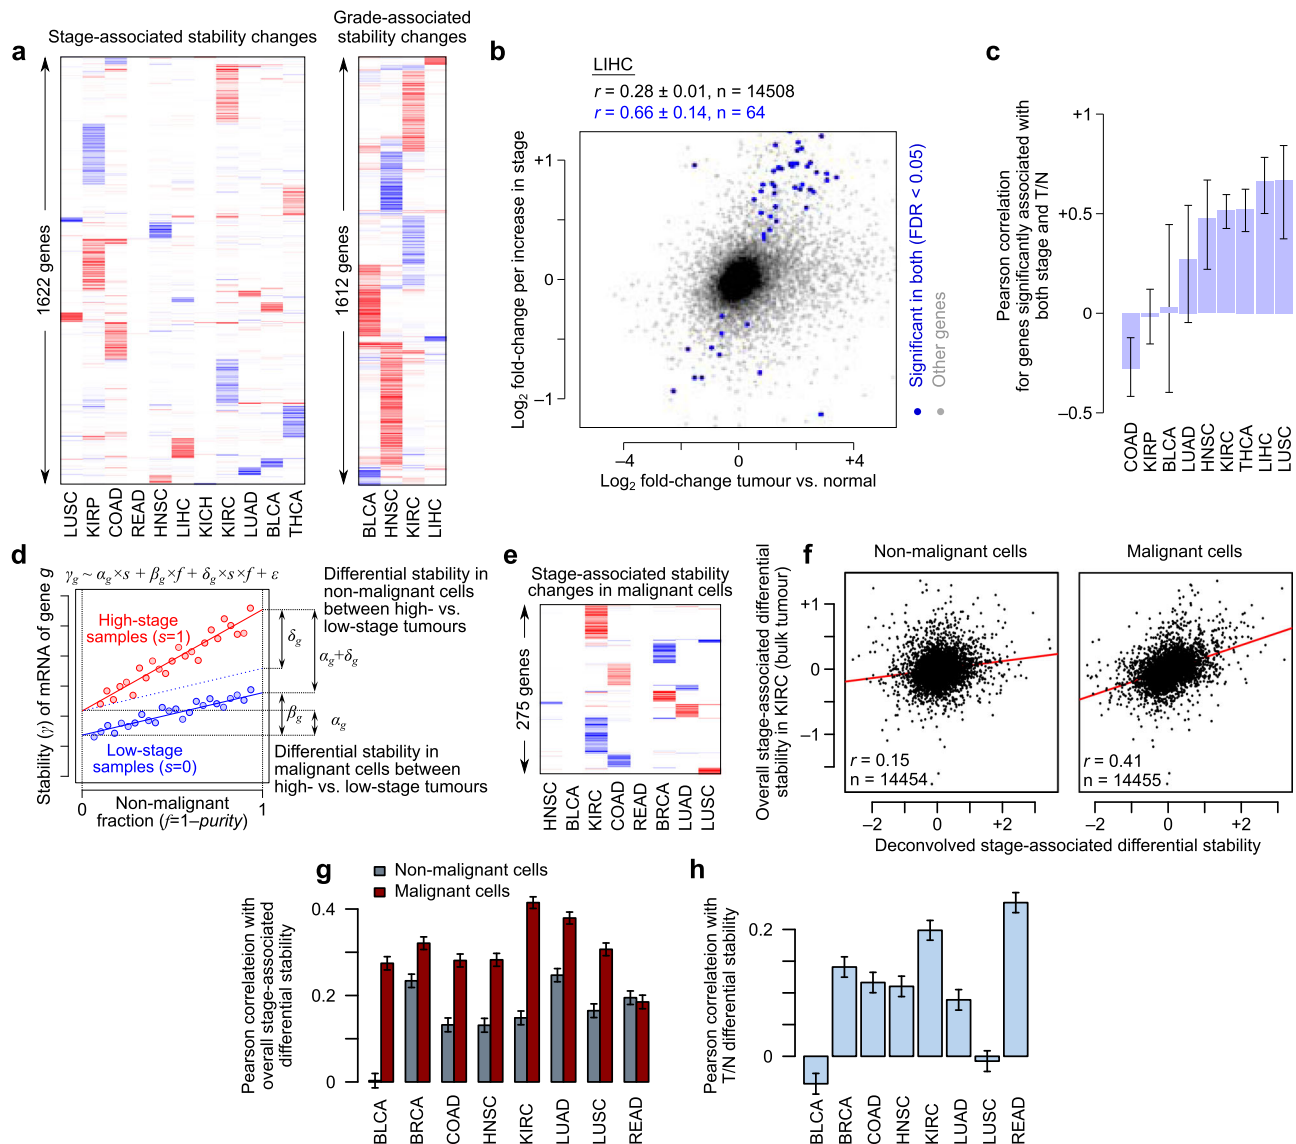 a
Stage-associated stability changes
Grade-associated
stability changes
1622 genes
1612 genes
LUSC
KIRP
COAD
READ
HNSC
LIHC
KICH
KIRC
LUAD
BLCA
THCA
BLCA
HNSC
KIRC
LIHC
b
LIHC
r = 0.28 ± 0.01, n = 14508
r = 0.66 ± 0.14, n = 64
Log2 fold-change per increase in stage
+1
0
−1
−4
0
+4
Log2 fold-change tumour vs. normal
Significant in both (FDR < 0.05)
Other genes
c
Pearson correlation
for genes significantly associated with
both stage and T/N
+1
+0.5
0
−0.5
COAD
KIRP
BLCA
LUAD
HNSC
KIRC
THCA
LIHC
LUSC
d
γg ~ αg×s + βg×f + δg×s×f + ε
Stability (γ) of mRNA of gene g
High-stage
samples (s=1)
Low-stage
samples (s=0)
0
1
Non-malignant
fraction (f=1−purity)
Differential stability in
non-malignant cells
between high- vs.
low-stage tumours
δg
αg+δg
βg
αg
Differential stability in
malignant cells between
high- vs. low-stage tumours
e
Stage-associated stability
changes in malignant cells
275 genes
HNSC
BLCA
KIRC
COAD
READ
BRCA
LUAD
LUSC
f
Non-malignant cells
Malignant cells
Overall stage-associated differential
stability in KIRC (bulk tumour)
+1
0
−1
r = 0.15
n = 14454
r = 0.41
n = 14455
−2
0
+2
−2
0
+2
Deconvolved stage-associated differential stability
g
Non-malignant cells
Malignant cells
Pearson correlateion with
overall stage-associated
differential stability
0.4
0.2
0
BLCA
BRCA
COAD
HNSC
KIRC
LUAD
LUSC
READ
h
Pearson correlateion with
T/N differential stability
0.2
0
BLCA
BRCA
COAD
HNSC
KIRC
LUAD
LUSC
READ